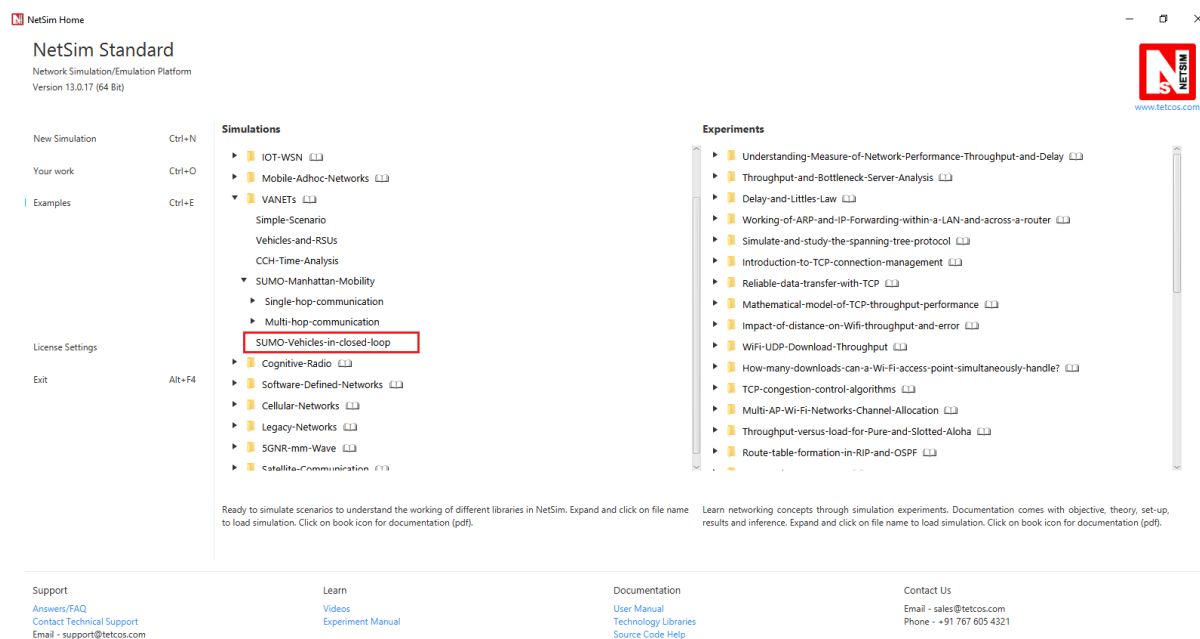 NetSim Home
NetSim Standard
Network Simulation/Emulation Platform
Version 13.0.17 (64 Bit)
NETSIM
www.tetcos.com
New Simulation Ctrl+N
Your work Ctrl+O
Examples Ctrl+E
License Settings
Exit Alt+F4
Simulations
IOT-WSN
Mobile-Adhoc-Networks
VANETs
Simple-Scenario
Vehicles-and-RSUs
CCH-Time-Analysis
SUMO-Manhattan-Mobility
Single-hop-communication
Multi-hop-communication
SUMO-Vehicles-in-closed-loop
Cognitive-Radio
Software-Defined-Networks
Cellular-Networks
Legacy-Networks
5GNR-mm-Wave
Satellite-Communication
Ready to simulate scenarios to understand the working of different libraries in NetSim. Expand and click on file name
to load simulation. Click on book icon for documentation (pdf).
Experiments
Understanding-Measure-of-Network-Performance-Throughput-and-Delay
Throughput-and-Bottleneck-Server-Analysis
Delay-and-Littles-Law
Working-of-ARP-and-IP-Forwarding-within-a-LAN-and-across-a-router
Simulate-and-study-the-spanning-tree-protocol
Introduction-to-TCP-connection-management
Reliable-data-transfer-with-TCP
Mathematical-model-of-TCP-throughput-performance
Impact-of-distance-on-Wifi-throughput-and-error
WiFi-UDP-Download-Throughput
How-many-downloads-can-a-Wi-Fi-access-point-simultaneously-handle?
TCP-congestion-control-algorithms
Multi-AP-Wi-Fi-Networks-Channel-Allocation
Throughput-versus-load-for-Pure-and-Slotted-Aloha
Route-table-formation-in-RIP-and-OSPF
Learn networking concepts through simulation experiments. Documentation comes with objective, theory, set-up,
results and inference. Expand and click on file name to load simulation. Click on book icon for documentation (pdf).
Support
Answers/FAQ
Contact Technical Support
Email - support@tetcos.com
Learn
Videos
Experiment Manual
Documentation
User Manual
Technology Libraries
Source Code Help
Contact Us
Email - sales@tetcos.com
Phone - +91 767 605 4321